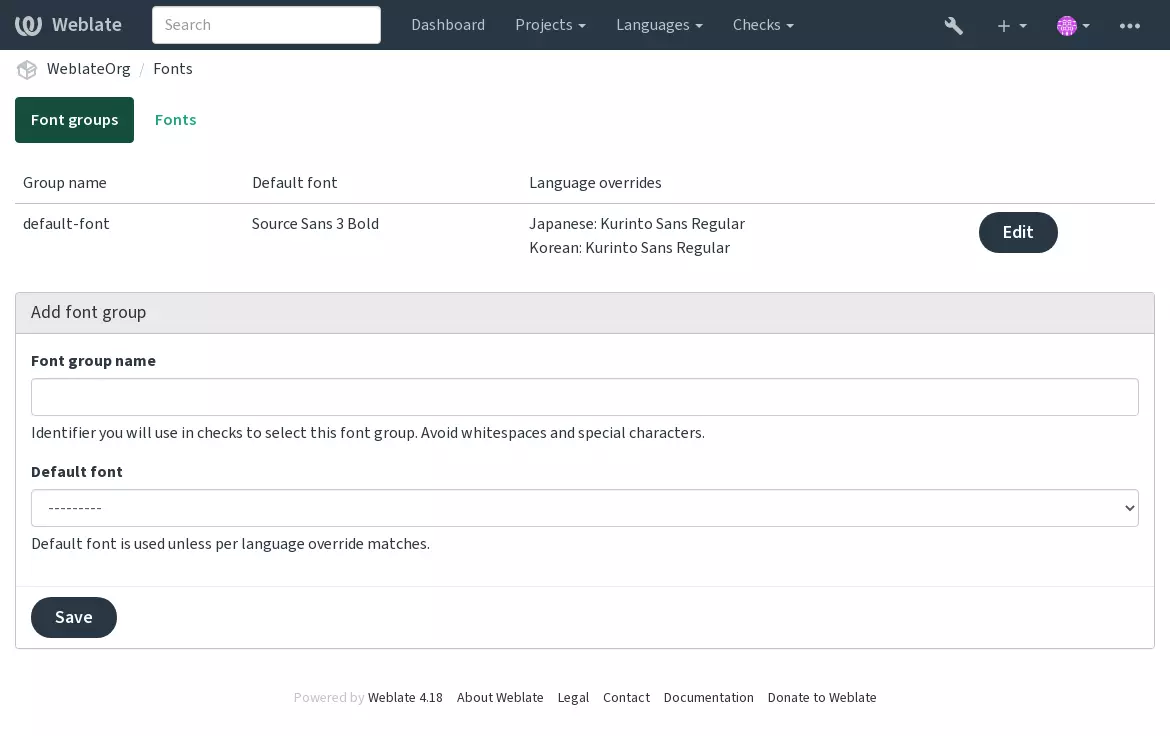 Weblate Search Dashboard Projects Languages Checks
WeblateOrg / Fonts
Font groups Fonts
Group name Default font Language overrides
default-font Source Sans 3 Bold Japanese: Kurinto Sans Regular Edit
Korean: Kurinto Sans Regular
Add font group
Font group name
Identifier you will use in checks to select this font group. Avoid whitespaces and special characters.
Default font
---------
Default font is used unless per language override matches.
Save
Powered by Weblate 4.18 About Weblate Legal Contact Documentation Donate to Weblate